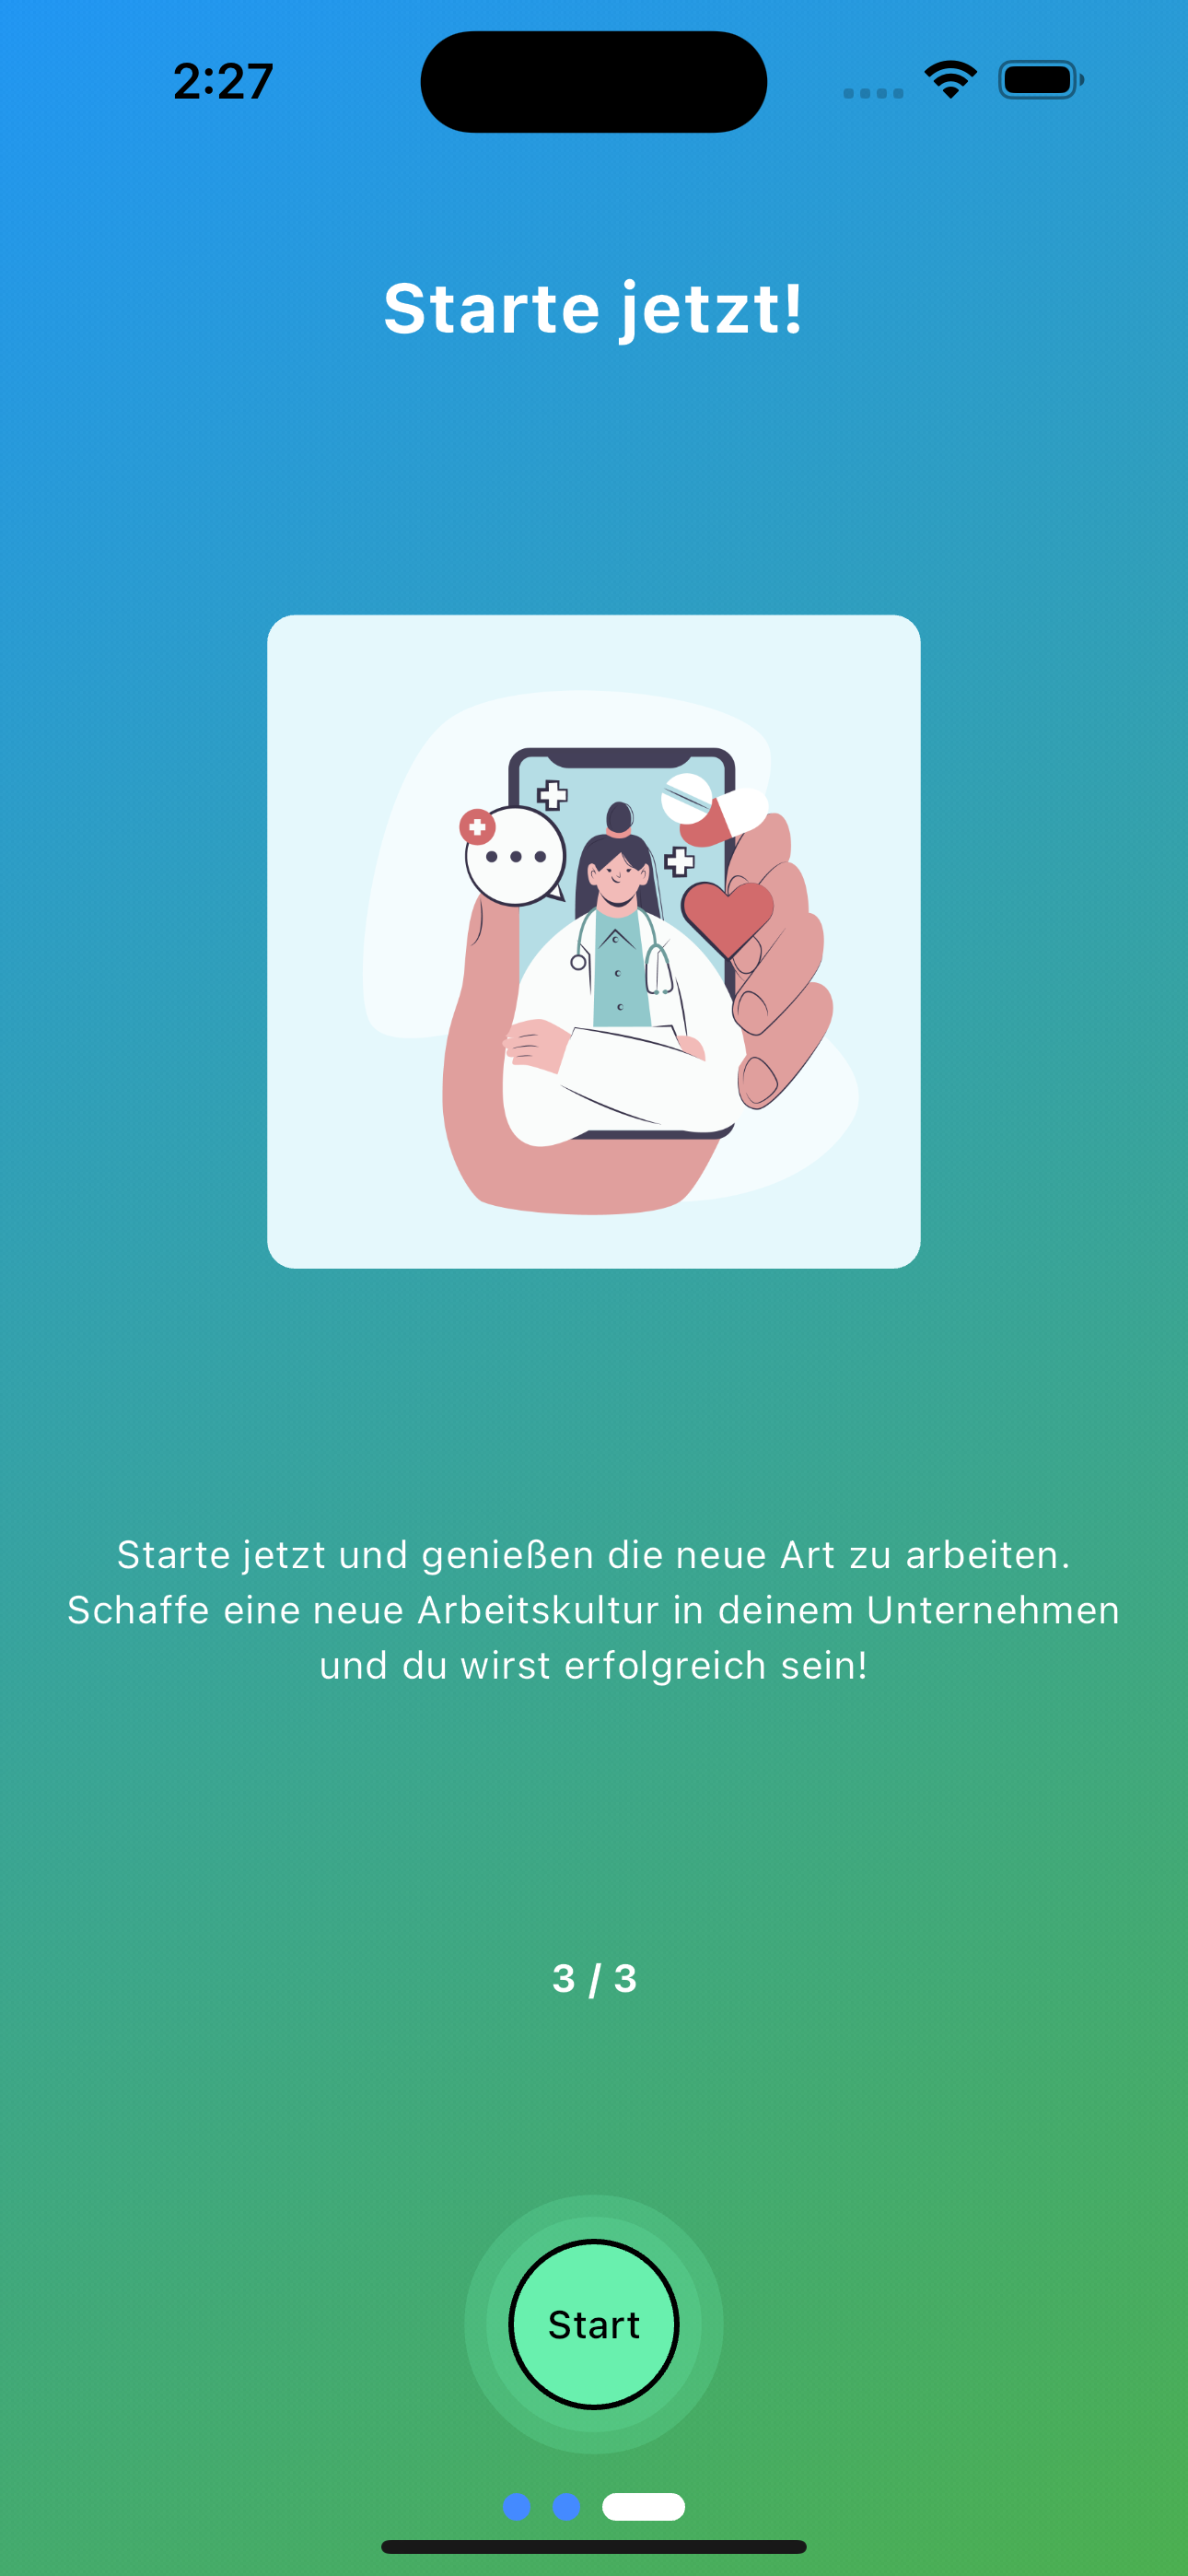 2:27
Starte jetzt!
Starte jetzt und genießen die neue Art zu arbeiten.
Schaffe eine neue Arbeitskultur in deinem Unternehmen
und du wirst erfolgreich sein!
3 / 3
Start